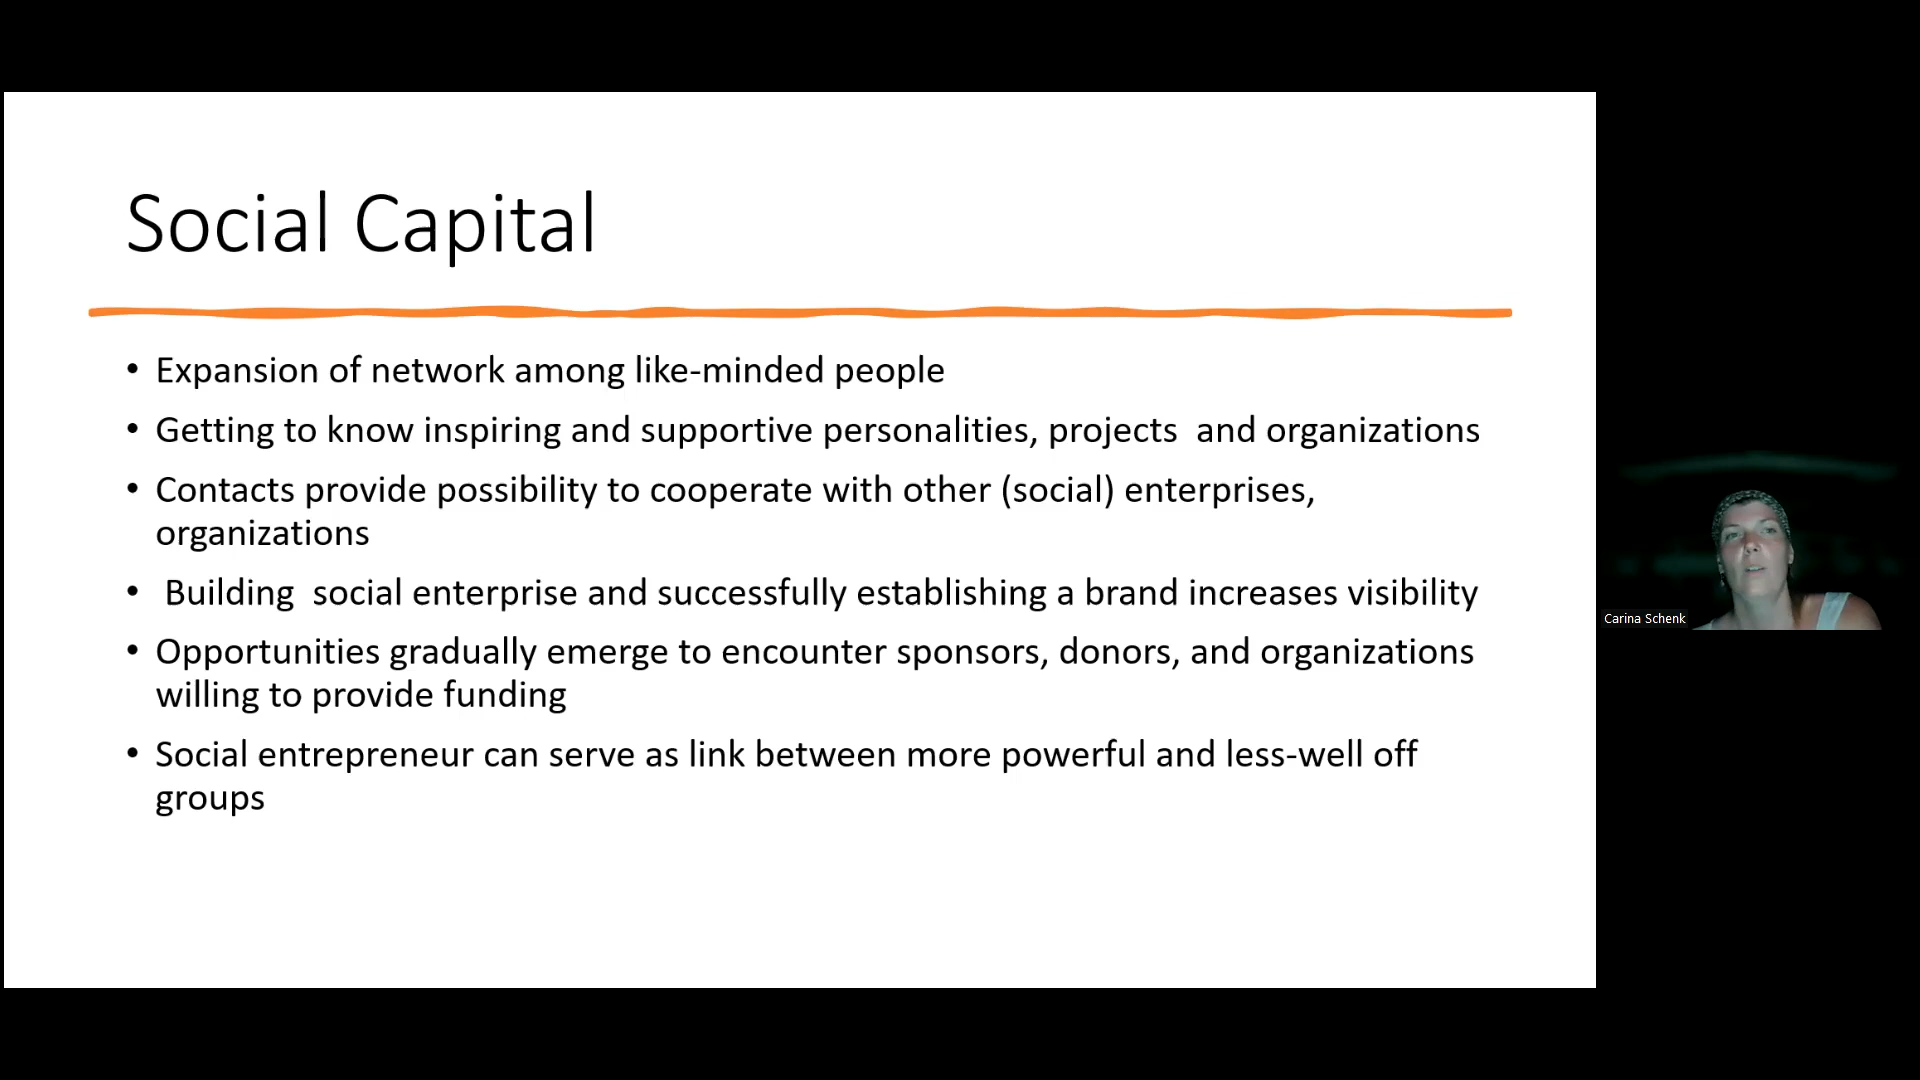 Social Capital
• Expansion of network among like-minded people
• Getting to know inspiring and supportive personalities, projects  and organizations
• Contacts provide possibility to cooperate with other (social) enterprises,
organizations
•  Building  social enterprise and successfully establishing a brand increases visibility
• Opportunities gradually emerge to encounter sponsors, donors, and organizations
willing to provide funding
• Social entrepreneur can serve as link between more powerful and less-well off
groups
Carina Schenk